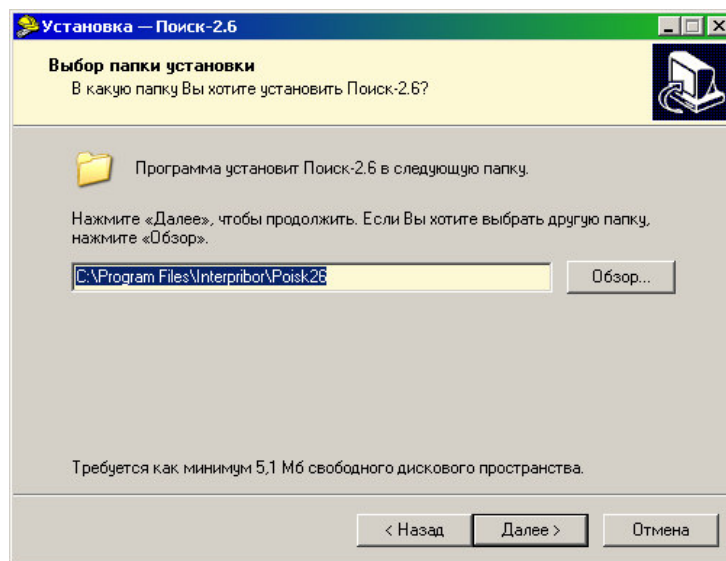 Установка — Поиск-2.6
Выбор папки установки
В какую папку Вы хотите установить Поиск-2.6?
Программа установит Поиск-2.6 в следующую папку.
Нажмите «Далее», чтобы продолжить. Если Вы хотите выбрать другую папку,
нажмите «Обзор».
C:\Program Files\Interpribor\Poisk26
Обзор...
Требуется как минимум 5,1 Мб свободного дискового пространства.
< Назад
Далее >
Отмена